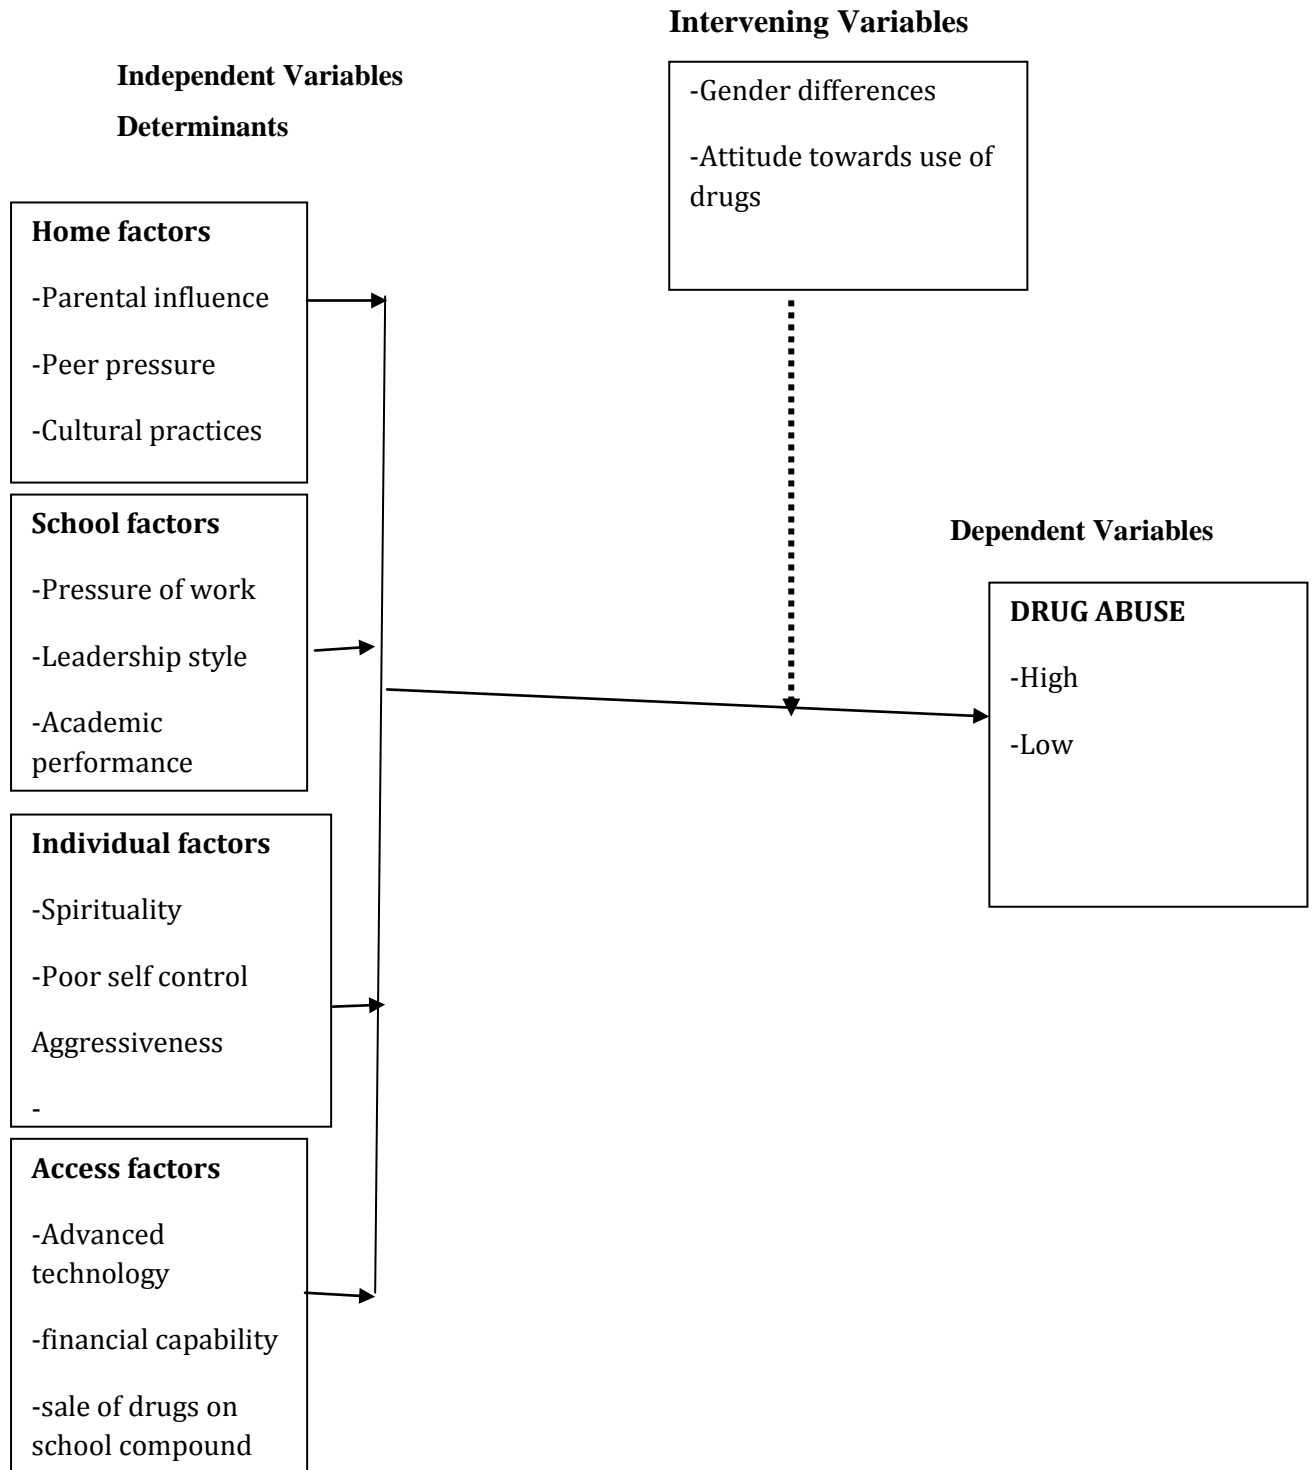 Intervening Variables
Independent Variables
Determinants
-Gender differences
-Attitude towards use of
drugs
Home factors
-Parental influence
-Peer pressure
-Cultural practices
School factors
-Pressure of work
-Leadership style
-Academic
performance
Dependent Variables
DRUG ABUSE
-High
-Low
Individual factors
-Spirituality
-Poor self control
Aggressiveness
-
Access factors
-Advanced
technology
-financial capability
-sale of drugs on
school compound